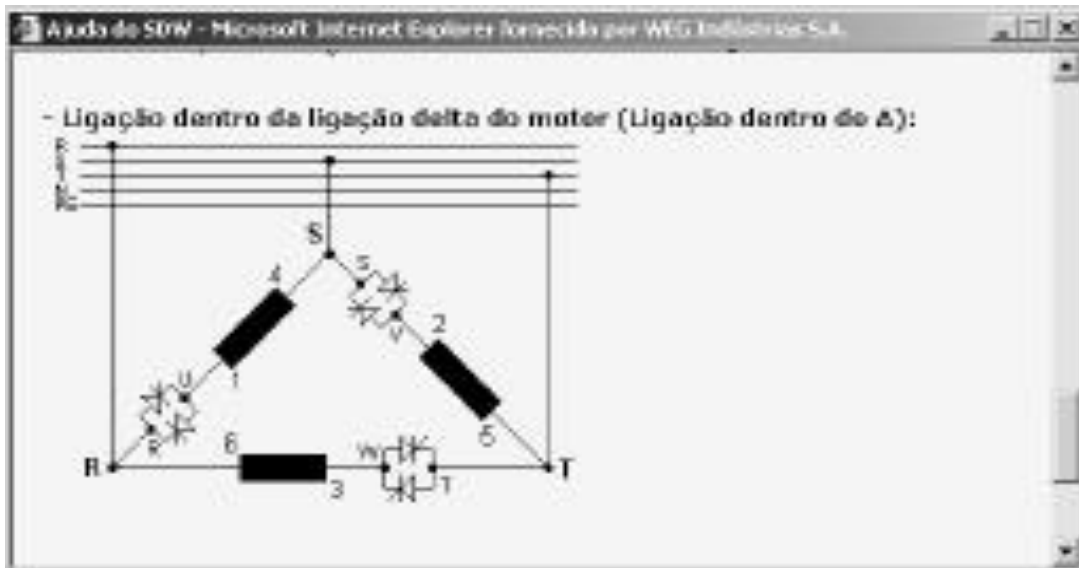 Ajuda do SDW - Microsoft Internet Explorer fornecida por WEG Indústrias S.A.
- Ligação dentro da ligação delta do motor (Ligação dentro do Δ):
R
S
S
4
2
V
U
1
R
5
6
W
R
T
T
3